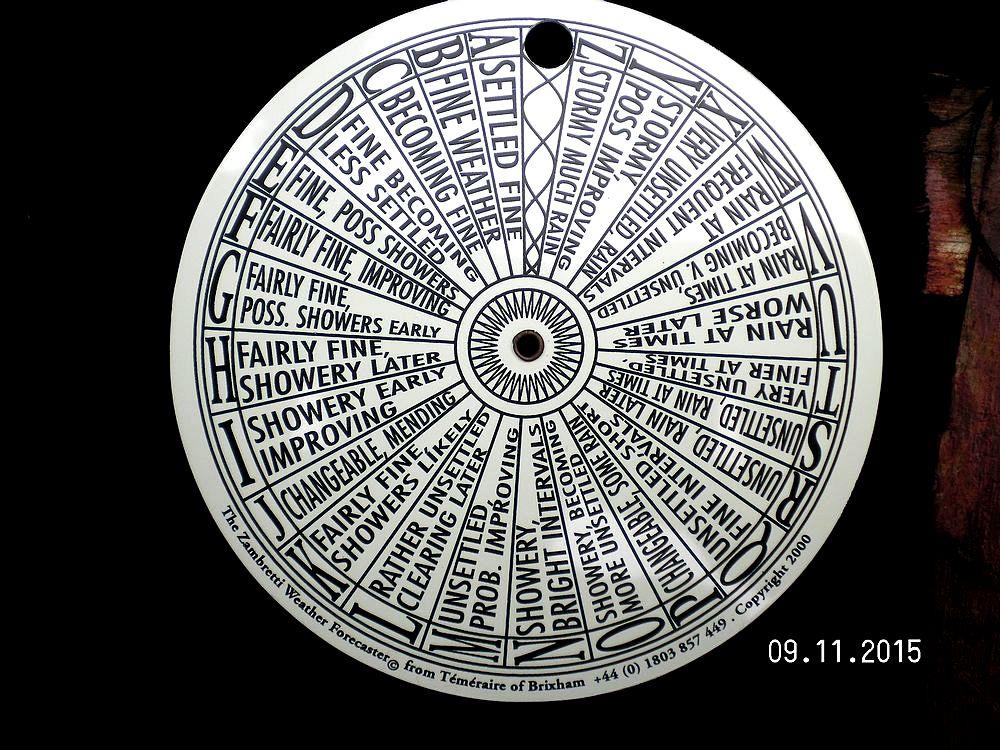 A
SETTLED FINE
B
FINE WEATHER
C
BECOMING FINE
D
FINE BECOMING
LESS SETTLED
E
FINE, POSS SHOWERS
F
FAIRLY FINE, IMPROVING
G
FAIRLY FINE,
POSS. SHOWERS EARLY
H
FAIRLY FINE,
SHOWERY LATER
I
SHOWERY EARLY
IMPROVING
J
CHANGEABLE, MENDING
K
FAIRLY FINE,
SHOWERS LIKELY
L
RATHER UNSETTLED
CLEARING LATER
M
UNSETTLED
PROB. IMPROVING
N
SHOWERY,
BRIGHT INTERVALS
O
SHOWERY, BECOMING
MORE UNSETTLED
P
CHANGEABLE, SOME RAIN
Q
UNSETTLED SHORT
FINE INTERVALS
R
UNSETTLED, RAIN LATER
S
UNSETTLED, RAIN AT TIMES
T
VERY UNSETTLED,
FINER AT TIMES
U
RAIN AT TIMES
WORSE LATER
V
RAIN AT TIMES,
BECOMING V. UNSETTLED
W
RAIN AT
FREQUENT INTERVALS
X
VERY UNSETTLED, RAIN
Y
STORMY,
POSS IMPROVING
Z
STORMY MUCH RAIN
The Zambretti Weather Forecaster© from Téméraire of Brixham +44 (0) 1803 857 449 . Copyright 2000
09.11.2015